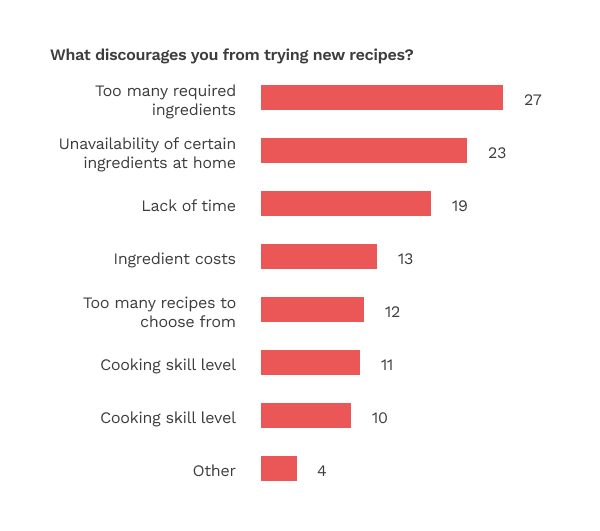 What discourages you from trying new recipes?
Too many required
ingredients
27
Unavailability of certain
ingredients at home
23
Lack of time
19
Ingredient costs
13
Too many recipes to
choose from
12
Cooking skill level
11
Cooking skill level
10
Other
4